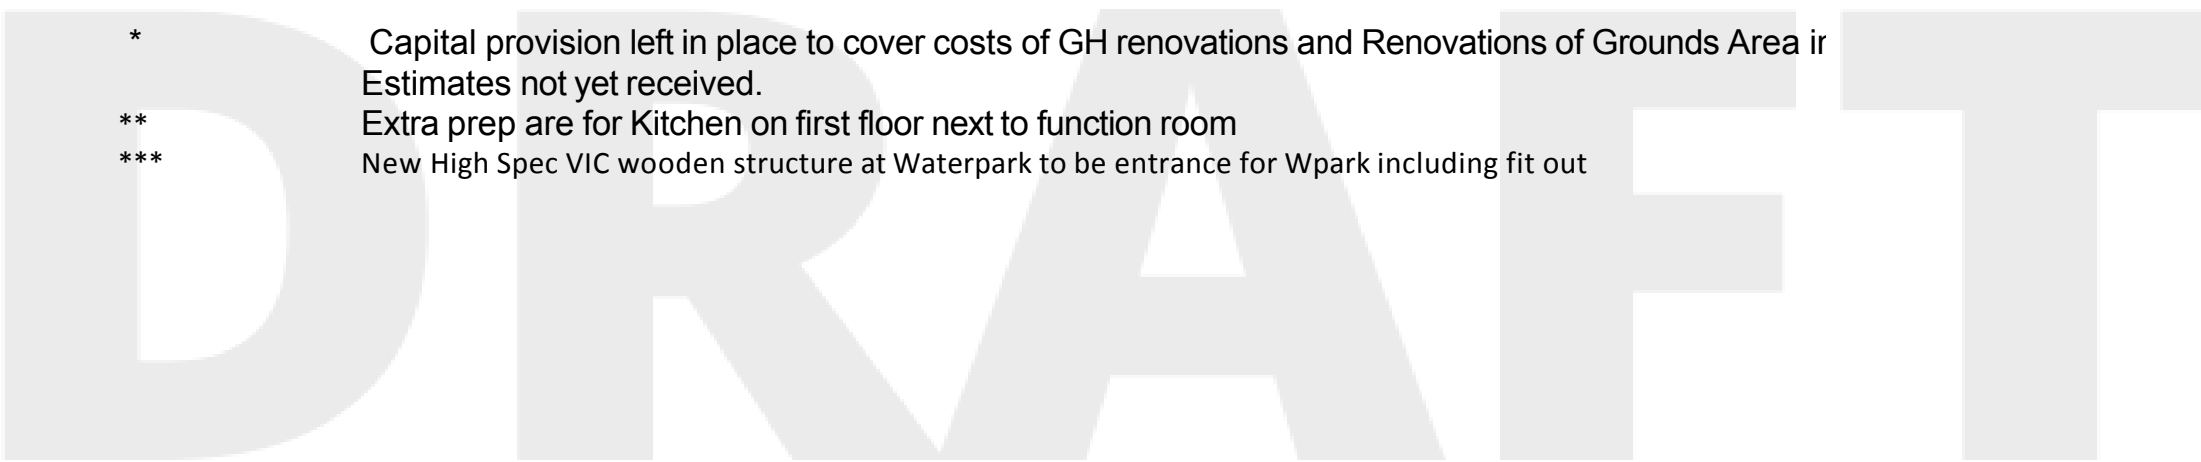 DRAFT
* Capital provision left in place to cover costs of GH renovations and Renovations of Grounds Area
Estimates not yet received.
** Extra prep are for Kitchen on first floor next to function room
*** New High Spec VIC wooden structure at Waterpark to be entrance for Wpark including fit out